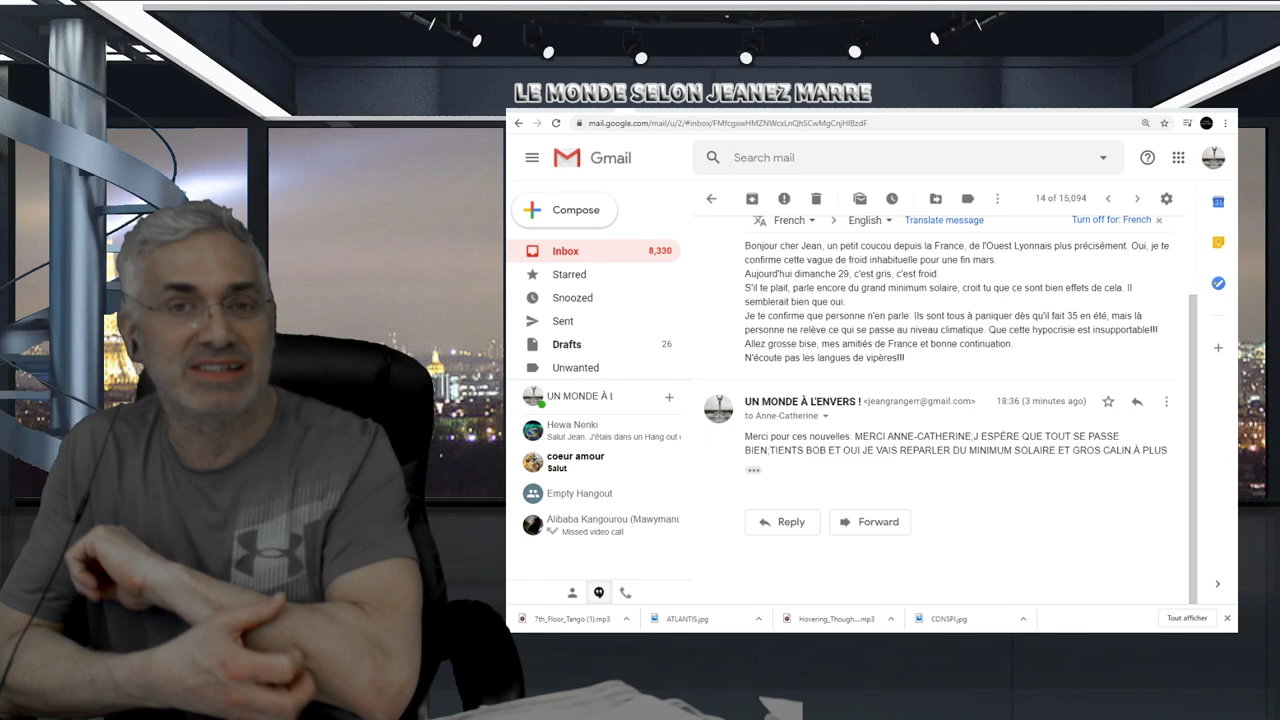 LE MONDE SELON JEANEZ MARRE
mail.google.com/mail/u/2/#inbox/FMfcgxwHMZNWcxLnQhSCwMgCnjHlBzdF
Gmail
Search mail
Compose
14 of 15,094
French
English
Translate message
Turn off for: French
Inbox 8,330
Starred
Snoozed
Sent
Drafts 26
Unwanted
UN MONDE À L
Hewa Nenki
Salut Jean. J'étais dans un Hang out
coeur amour
Salut
Empty Hangout
Alibaba Kangourou (Mawymanu
Missed video call
Bonjour cher Jean, un petit coucou depuis la France, de l'Ouest Lyonnais plus précisément. Oui, je te
confirme cette vague de froid inhabituelle pour une fin mars.
Aujourd'hui dimanche 29, c'est gris, c'est froid.
S'il te plait, parle encore du grand minimum solaire, croit tu que ce sont bien effets de cela. Il
semblerait bien que oui.
Je te confirme que personne n'en parle. Ils sont tous à paniquer dès qu'il fait 35 en été, mais là
personne ne relève ce qui se passe au niveau climatique. Que cette hypocrisie est insupportable!!!
Allez grosse bise, mes amitiés de France et bonne continuation.
N'écoute pas les langues de vipères!!!
UN MONDE À L'ENVERS ! <jeangrangerr@gmail.com> 18:36 (3 minutes ago)
to Anne-Catherine
Merci pour ces nouvelles. MERCI ANNE-CATHERINE,J ESPÉRE QUE TOUT SE PASSE
BIEN,TIENTS BOB ET OUI JE VAIS REPARLER DU MINIMUM SOLAIRE ET GROS CALIN À PLUS
Reply
Forward
7th_Floor_Tango (1).mp3
ATLANTIS.jpg
Hovering_Though....mp3
CONSPI.jpg
Tout afficher